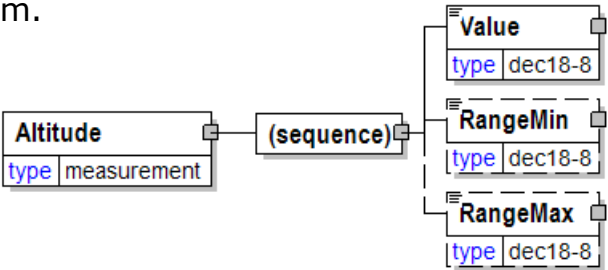 m.
Value
type dec18-8
Altitude
type measurement
(sequence)
RangeMin
type dec18-8
RangeMax
type dec18-8